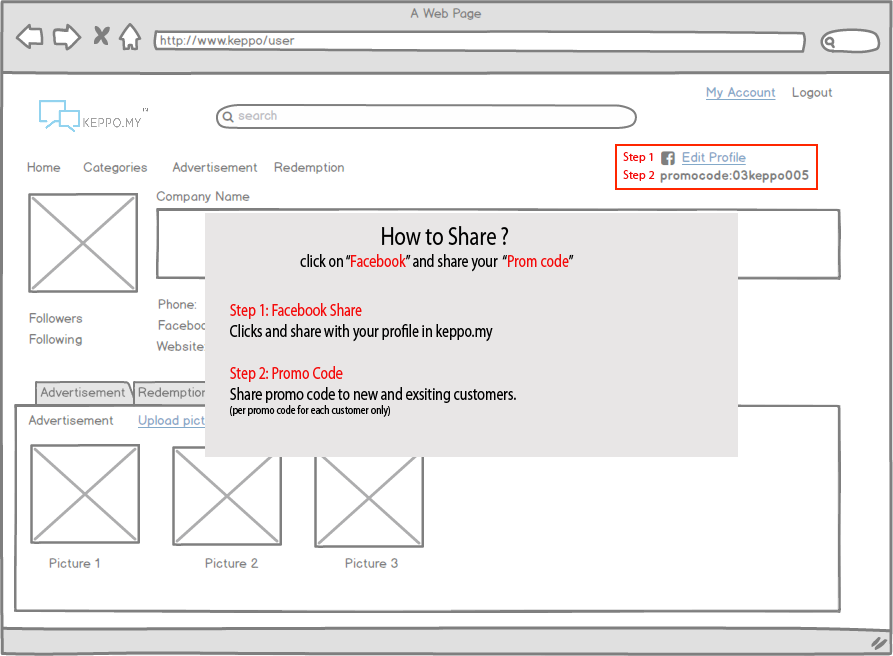 A Web Page
http://www.keppo/user
My Account Logout
KEPPO.MY
search
Home Categories Advertisement Redemption
Step 1 Edit Profile
Step 2 promocode:03keppo005
Company Name
How to Share ?
click on “Facebook” and share your “Prom code”
Phone:
Followers
Following
Website:
Step 1: Facebook Share
Clicks and share with your profile in keppo.my
Step 2: Promo Code
Share promo code to new and exsiting customers.
(per promo code for each customer only)
Advertisement Redemption
Advertisement Upload pict
Picture 1 Picture 2 Picture 3